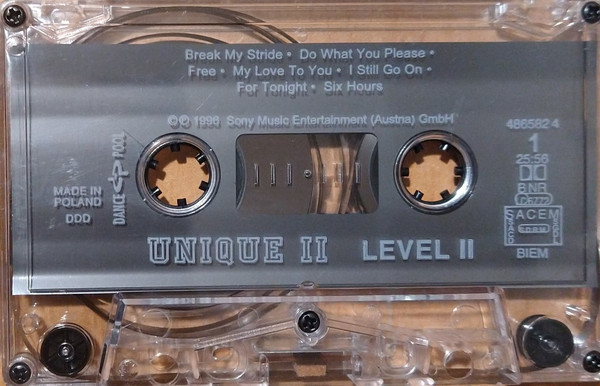 Break My Stride • Do What You Please •
Free • My Love To You • I Still Go On •
For Tonight • Six Hours
℗© 1996 Sony Music Entertainment (Austria) GmbH
486582 4
1
25:56
B.NR
MADE IN
POLAND
DDD
DANCE POOL
SACEM
SACD
S.D.R.M.
BIEM
UNIQUE II LEVEL II